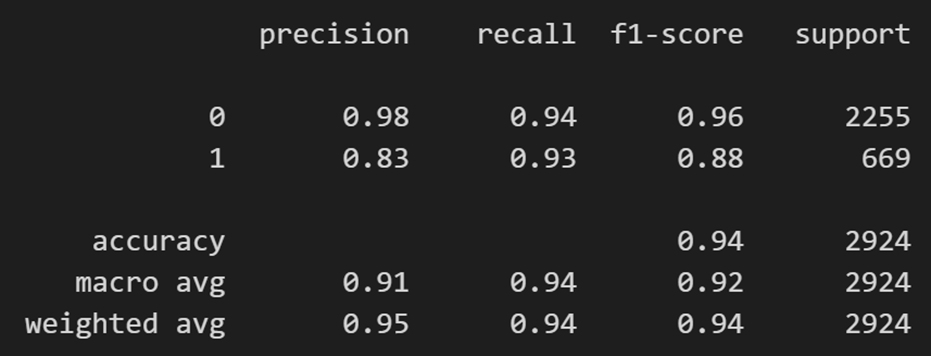 precision recall f1-score support
0 0.98 0.94 0.96 2255
1 0.83 0.93 0.88 669
accuracy 0.94 2924
macro avg 0.91 0.94 0.92 2924
weighted avg 0.95 0.94 0.94 2924